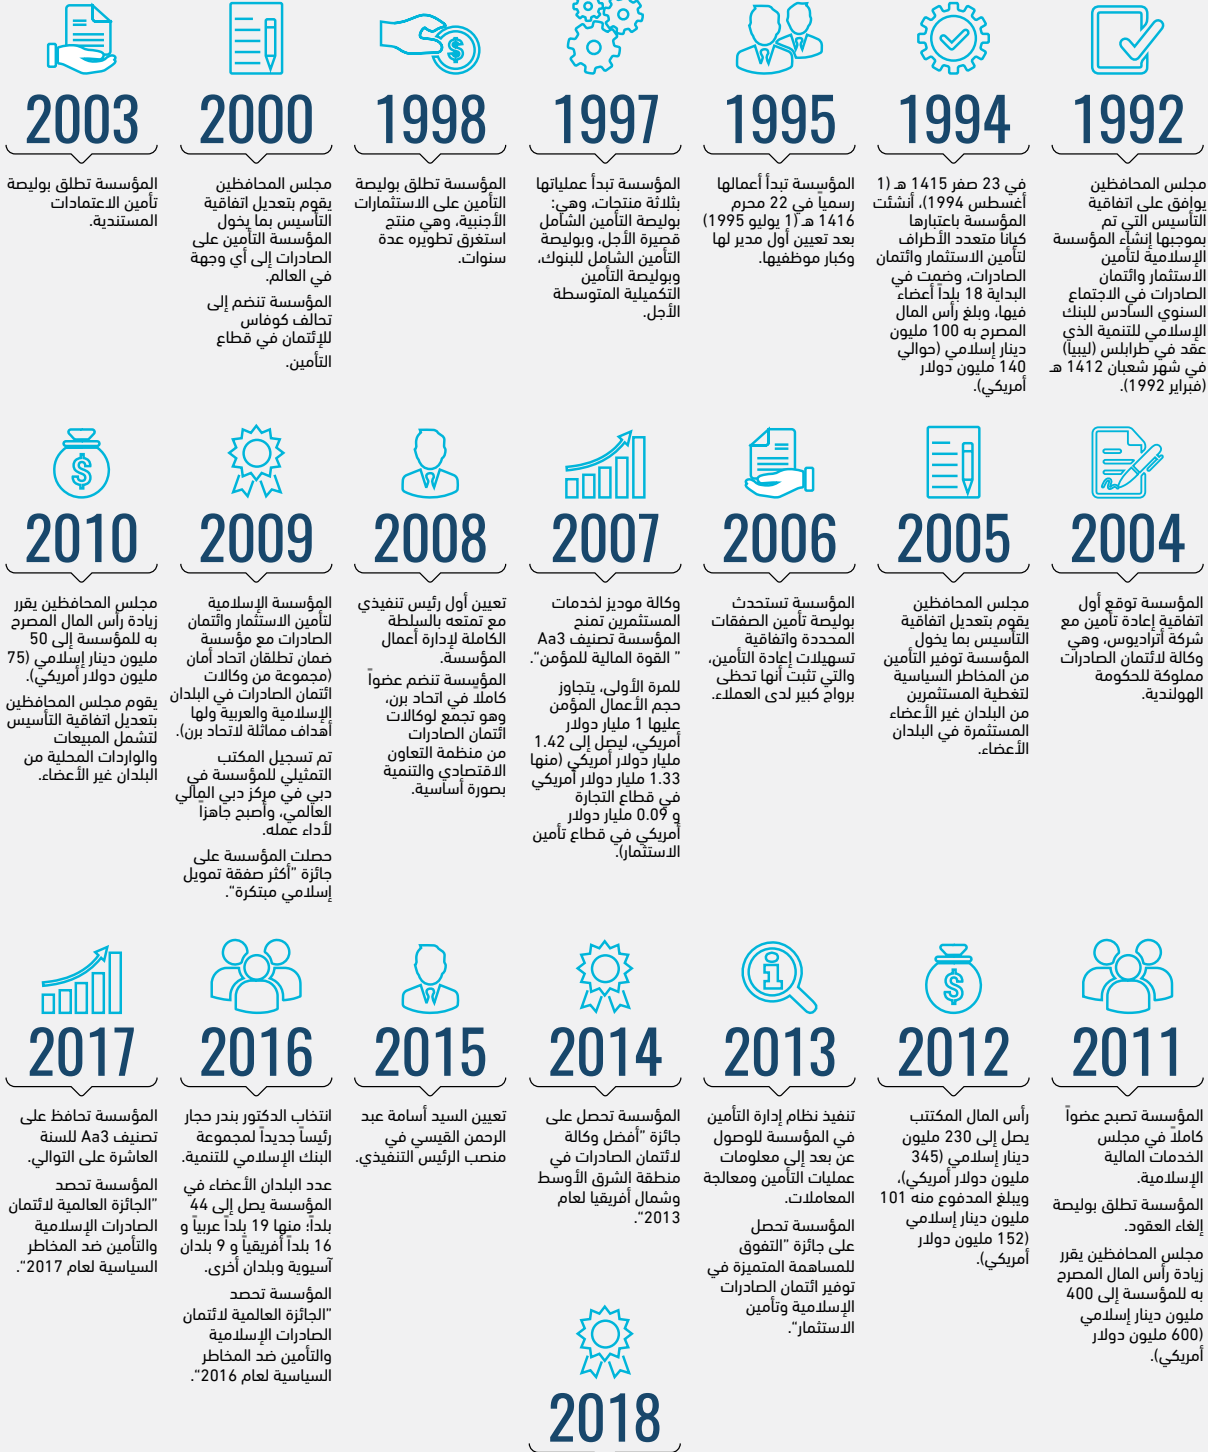 1992
مجلس المحافظين
يوافق على اتفاقية
التأسيس التي تم
بموجبها إنشاء المؤسسة
الإسلامية لتأمين
الاستثمار وائتمان
الصادرات في الاجتماع
السنوي السادس للبنك
الإسلامي للتنمية الذي
عقد في طرابلس (ليبيا)
في شهر شعبان 1412 هـ
(فبراير 1992).
1994
في 23 صفر 1415 هـ (1
أغسطس 1994)، أنشئت
المؤسسة باعتبارها
كياناً متعدد الأطراف
لتأمين الاستثمار وائتمان
الصادرات، وضمت في
البداية 18 بلداً أعضاء
فيها، وبلغ رأس المال
المصرح به 100 مليون
دينار إسلامي (حوالي
140 مليون دولار
أمريكي).
1995
المؤسسة تبدأ أعمالها
رسمياً في 22 محرم
1416 هـ (1 يوليو 1995)
بعد تعيين أول مدير لها
وكبار موظفيها.
1997
المؤسسة تبدأ عملياتها
بثلاثة منتجات، وهي:
بوليصة التأمين الشامل
قصيرة الأجل، وبوليصة
التأمين الشامل للبنوك،
وبوليصة التأمين
التكميلية المتوسطة
الأجل.
1998
المؤسسة تطلق بوليصة
التأمين على الاستثمارات
الأجنبية، وهي منتج
استغرق تطويره عدة
سنوات.
2000
مجلس المحافظين
يقوم بتعديل اتفاقية
التأسيس بما يخول
المؤسسة التأمين على
الصادرات إلى أي وجهة
في العالم.
المؤسسة تنضم إلى
تحالف كوفاس
للإئتمان في قطاع
التأمين.
2003
المؤسسة تطلق بوليصة
تأمين الاعتمادات
المستندية.
2004
المؤسسة توقع أول
اتفاقية إعادة تأمين مع
شركة أتراديوس، وهي
وكالة لائتمان الصادرات
مملوكة للحكومة
الهولندية.
2005
مجلس المحافظين
يقوم بتعديل اتفاقية
التأسيس بما يخول
المؤسسة توفير التأمين
من المخاطر السياسية
لتغطية المستثمرين
من البلدان غير الأعضاء
المستثمرة في البلدان
الأعضاء.
2006
المؤسسة تستحدث
بوليصة تأمين الصفقات
المحددة واتفاقية
تسهيلات إعادة التأمين،
والتي تثبت أنها تحظى
برواج كبير لدى العملاء.
2007
وكالة موديز لخدمات
المستثمرين تمنح
المؤسسة تصنيف Aa3
" القوة المالية للمؤمن".
للمرة الأولى، يتجاوز
حجم الأعمال المؤمن
عليها 1 مليار دولار
أمريكي، ليصل إلى 1.42
مليار دولار أمريكي (منها
1.33 مليار دولار أمريكي
في قطاع التجارة
و 0.09 مليار دولار
أمريكي في قطاع تأمين
الاستثمار).
2008
تعيين أول رئيس تنفيذي
مع تمتعه بالسلطة
الكاملة لإدارة أعمال
المؤسسة.
المؤسسة تنضم عضواً
كاملاً في اتحاد برن،
وهو تجمع لوكالات
ائتمان الصادرات
من منظمة التعاون
الاقتصادي والتنمية
بصورة أساسية.
2009
المؤسسة الإسلامية
لتأمين الاستثمار وائتمان
الصادرات مع مؤسسة
ضمان تطلقان اتحاد أمان
(مجموعة من وكالات
ائتمان الصادرات في البلدان
الإسلامية والعربية ولها
أهداف مماثلة لاتحاد برن).
تم تسجيل المكتب
التمثيلي للمؤسسة في
دبي في مركز دبي المالي
العالمي، وأصبح جاهزاً
لأداء عمله.
حصلت المؤسسة على
جائزة "أكثر صفقة تمويل
إسلامي مبتكرة".
2010
مجلس المحافظين يقرر
زيادة رأس المال المصرح
به للمؤسسة إلى 50
مليون دينار إسلامي (75
مليون دولار أمريكي).
يقوم مجلس المحافظين
بتعديل اتفاقية التأسيس
لتشمل المبيعات
والواردات المحلية من
البلدان غير الأعضاء.
2011
المؤسسة تصبح عضواً
كاملاً في مجلس
الخدمات المالية
الإسلامية.
المؤسسة تطلق بوليصة
إلغاء العقود.
مجلس المحافظين يقرر
زيادة رأس المال المصرح
به للمؤسسة إلى 400
مليون دينار إسلامي
(600 مليون دولار
أمريكي).
2012
رأس المال المكتتب
يصل إلى 230 مليون
دينار إسلامي (345
مليون دولار أمريكي)،
ويبلغ المدفوع منه 101
مليون دينار إسلامي
(152 مليون دولار
أمريكي).
2013
تنفيذ نظام إدارة التأمين
في المؤسسة للوصول
عن بعد إلى معلومات
عمليات التأمين ومعالجة
المعاملات.
المؤسسة تحصل
على جائزة "التفوق
للمساهمة المتميزة في
توفير ائتمان الصادرات
الإسلامية وتأمين
الاستثمار".
2014
المؤسسة تحصل على
جائزة "أفضل وكالة
لائتمان الصادرات في
منطقة الشرق الأوسط
وشمال أفريقيا لعام
2013".
2015
تعيين السيد أسامة عبد
الرحمن القيسي في
منصب الرئيس التنفيذي.
2016
انتخاب الدكتور بندر حجار
رئيساً جديداً لمجموعة
البنك الإسلامي للتنمية.
عدد البلدان الأعضاء في
المؤسسة يصل إلى 44
بلداً؛ منها 19 بلداً عربياً و
16 بلداً أفريقياً و 9 بلدان
آسيوية وبلدان أخرى.
المؤسسة تحصد
"الجائزة العالمية لائتمان
الصادرات الإسلامية
والتأمين ضد المخاطر
السياسية لعام 2016".
2017
المؤسسة تحافظ على
تصنيف Aa3 للسنة
العاشرة على التوالي.
المؤسسة تحصد
"الجائزة العالمية لائتمان
الصادرات الإسلامية
والتأمين ضد المخاطر
السياسية لعام 2017".
2018